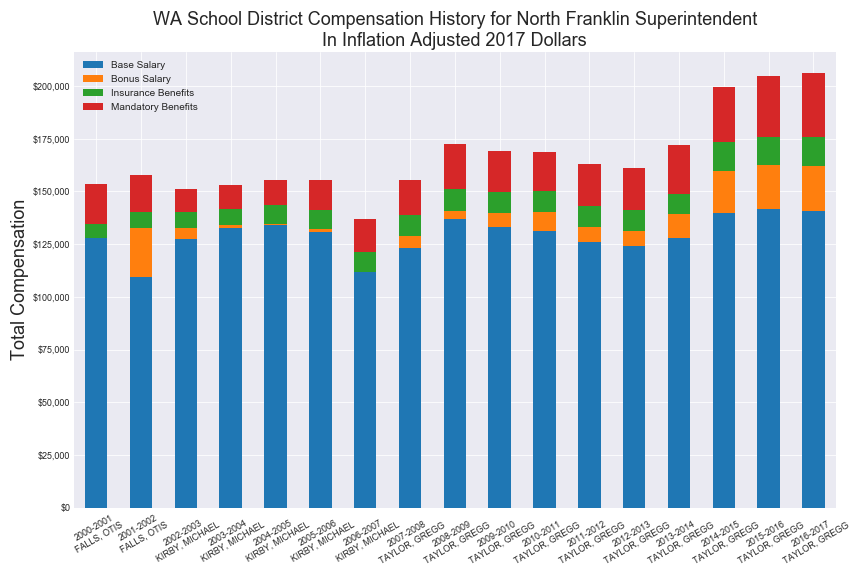 WA School District Compensation History for North Franklin Superintendent
In Inflation Adjusted 2017 Dollars
Base Salary
Bonus Salary
Insurance Benefits
Mandatory Benefits
Total Compensation
$200,000
$175,000
$150,000
$125,000
$100,000
$75,000
$50,000
$25,000
$0
2000-2001
FALLS, OTIS
2001-2002
FALLS, OTIS
2002-2003
KIRBY, MICHAEL
2003-2004
KIRBY, MICHAEL
2004-2005
KIRBY, MICHAEL
2005-2006
KIRBY, MICHAEL
2006-2007
KIRBY, MICHAEL
2007-2008
TAYLOR, GREGG
2008-2009
TAYLOR, GREGG
2009-2010
TAYLOR, GREGG
2010-2011
TAYLOR, GREGG
2011-2012
TAYLOR, GREGG
2012-2013
TAYLOR, GREGG
2013-2014
TAYLOR, GREGG
2014-2015
TAYLOR, GREGG
2015-2016
TAYLOR, GREGG
2016-2017
TAYLOR, GREGG